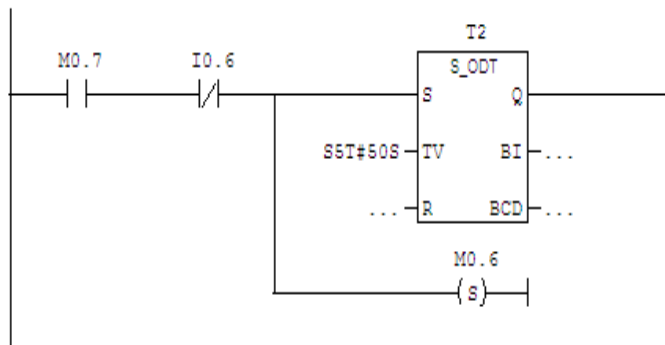 T2
M0.7 I0.6 S_ODT
S Q
S5T#50S TV BI ...
... R BCD ...
M0.6
S